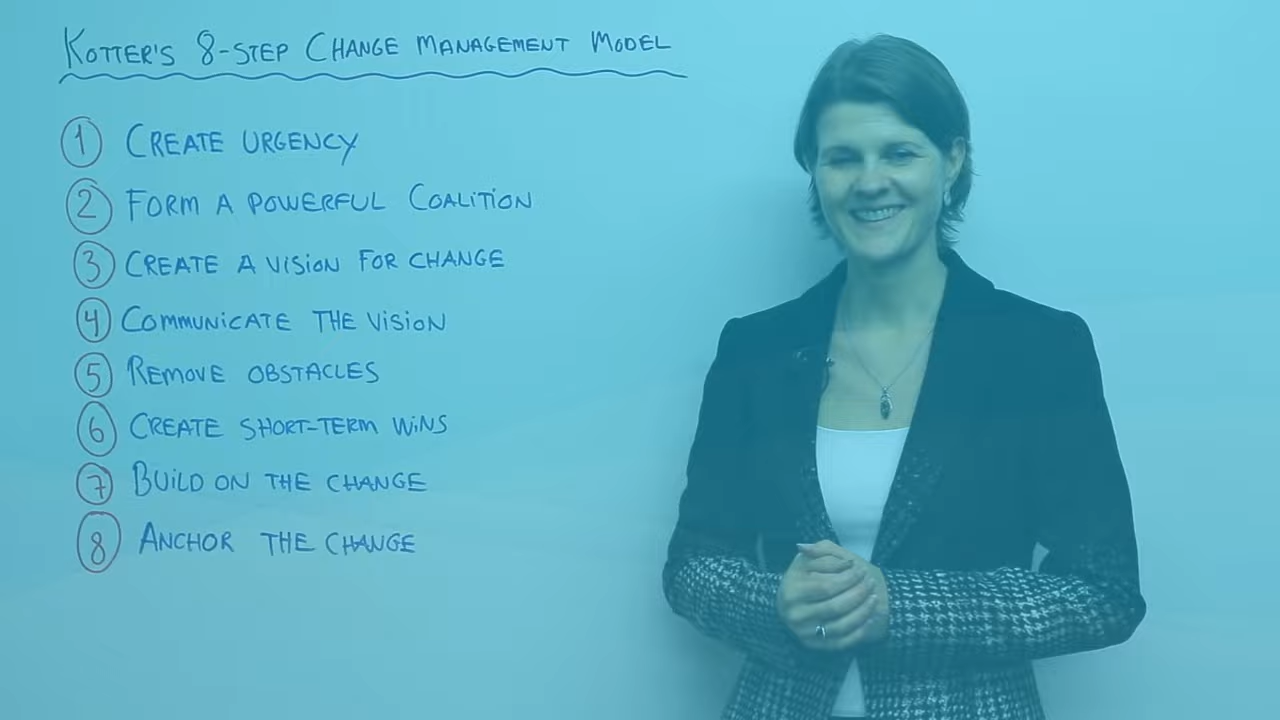 KOTTER'S 8-STEP CHANGE MANAGEMENT MODEL
1 CREATE URGENCY
2 FORM A POWERFUL COALITION
3 CREATE A VISION FOR CHANGE
4 COMMUNICATE THE VISION
5 REMOVE OBSTACLES
6 CREATE SHORT-TERM WINS
7 BUILD ON THE CHANGE
8 ANCHOR THE CHANGE